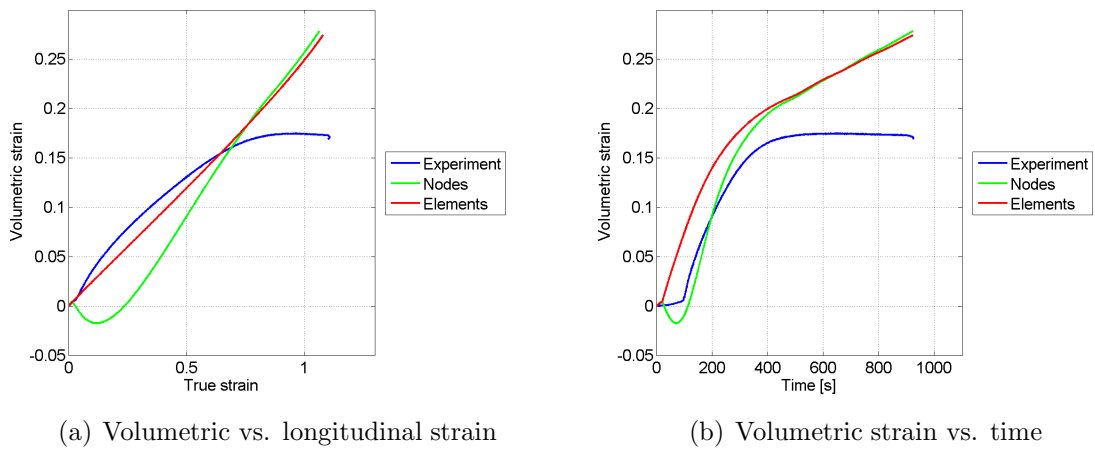 0.25
0.2
0.15
0.1
0.05
0
-0.05
0
0.5
1
Volumetric strain
True strain
Experiment
Nodes
Elements
(a) Volumetric vs. longitudinal strain
0.25
0.2
0.15
0.1
0.05
0
-0.05
0
200
400
600
800
1000
Volumetric strain
Time [s]
Experiment
Nodes
Elements
(b) Volumetric strain vs. time